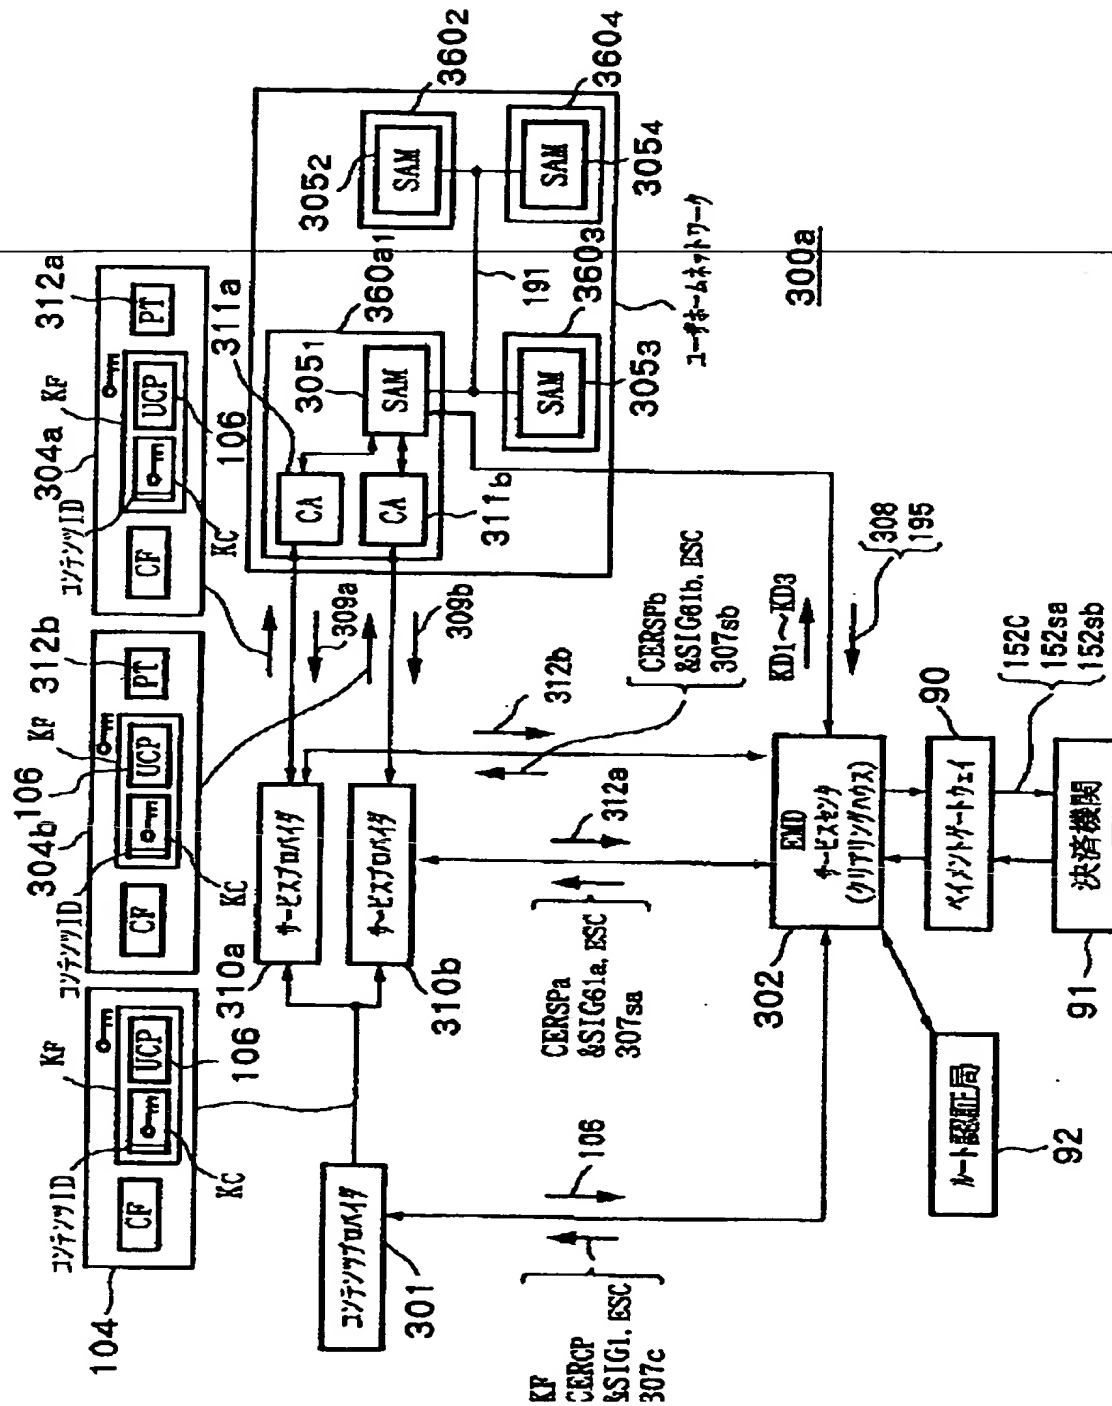 104
コンテンツID
CF
KC
KF
UCP
106
304b
コンテンツID
CF
KC
106
KF
UCP
312b
PT
304a
コンテンツID
CF
KC
KF
UCP
106
312a
PT
301
コンテンツプロバイダ
310a
サービスプロバイダ
310b
サービスプロバイダ
309a
309b
311a
CA
CA
311b
360a1
3051
SAM
3052
SAM
3602
3053
SAM
3603
3054
SAM
3604
191
ユーザホームネットワーク
300a
KF
CERCP
&SIG1, ESC
307c
106
CERSPa
&SIG61a, ESC
307sa
312a
CERSPb
&SIG61b, ESC
307sb
312b
KD1～KD3
308
195
302
EMD
サービスセンタ
(クリアリングハウス)
90
ペイメントゲートウェイ
152C
152sa
152sb
91
決済機関
92
ルート認証局